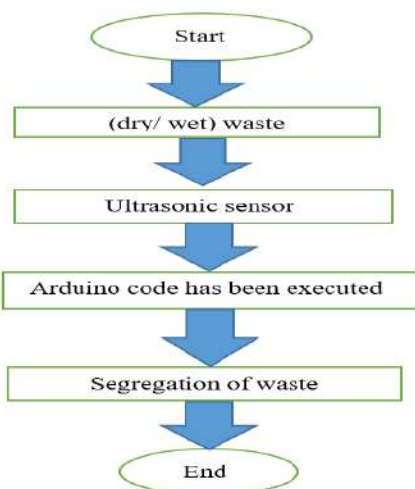 Start
(dry/ wet) waste
Ultrasonic sensor
Arduino code has been executed
Segregation of waste
End